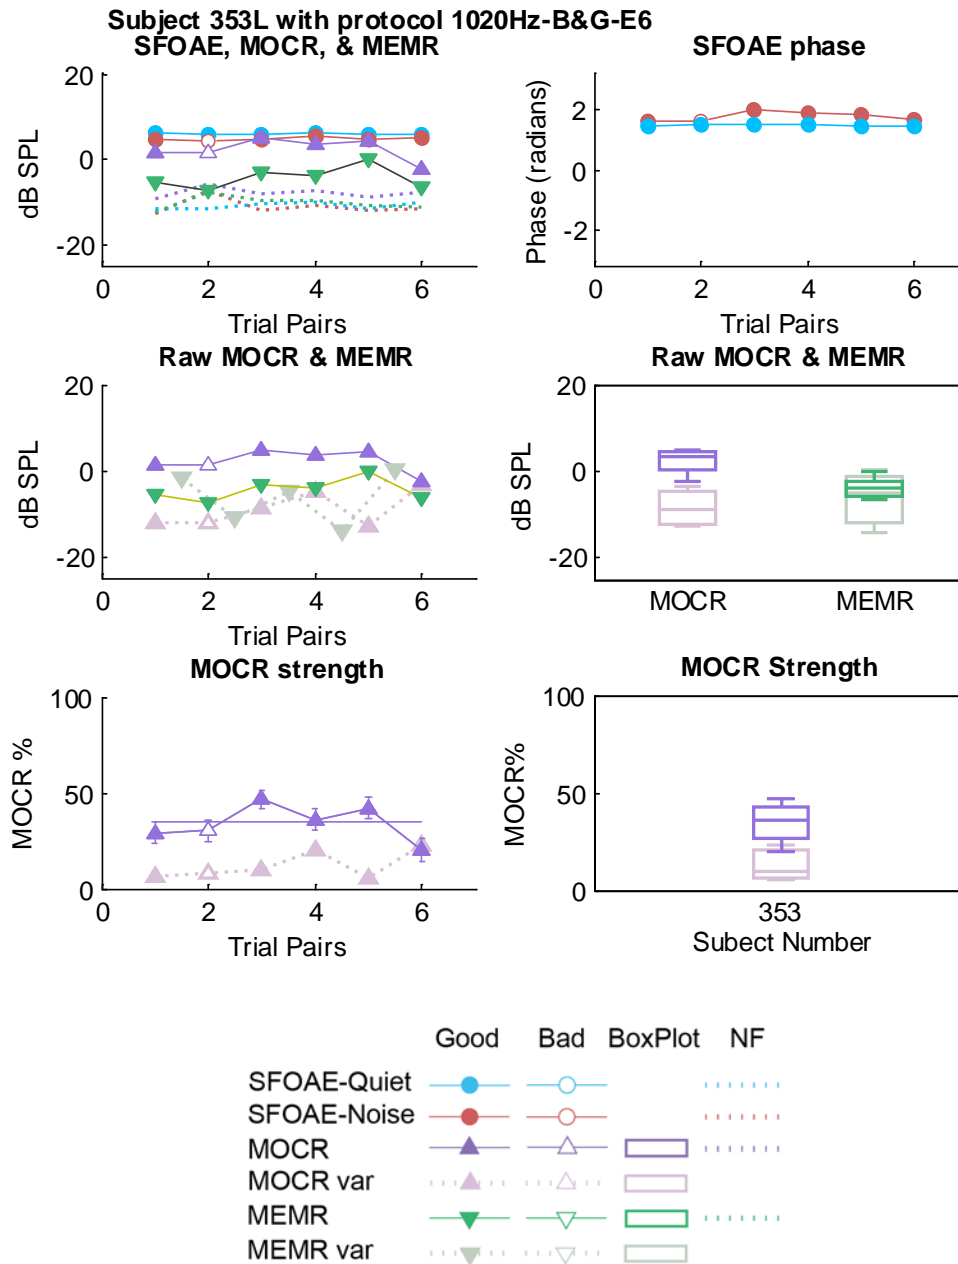 Subject 353L with protocol 1020Hz-B&G-E6
SFOAE, MOCR, & MEMR
SFOAE phase
20
0
-20
dB SPL
0 2 4 6
Trial Pairs
2
0
-2
Phase (radians)
0 2 4 6
Trial Pairs
Raw MOCR & MEMR
Raw MOCR & MEMR
20
0
-20
dB SPL
0 2 4 6
Trial Pairs
20
0
-20
dB SPL
MOCR MEMR
MOCR strength
MOCR Strength
100
50
0
MOCR %
0 2 4 6
Trial Pairs
100
50
0
MOCR%
353
Subect Number
Good Bad BoxPlot NF
SFOAE-Quiet
SFOAE-Noise
MOCR
MOCR var
MEMR
MEMR var